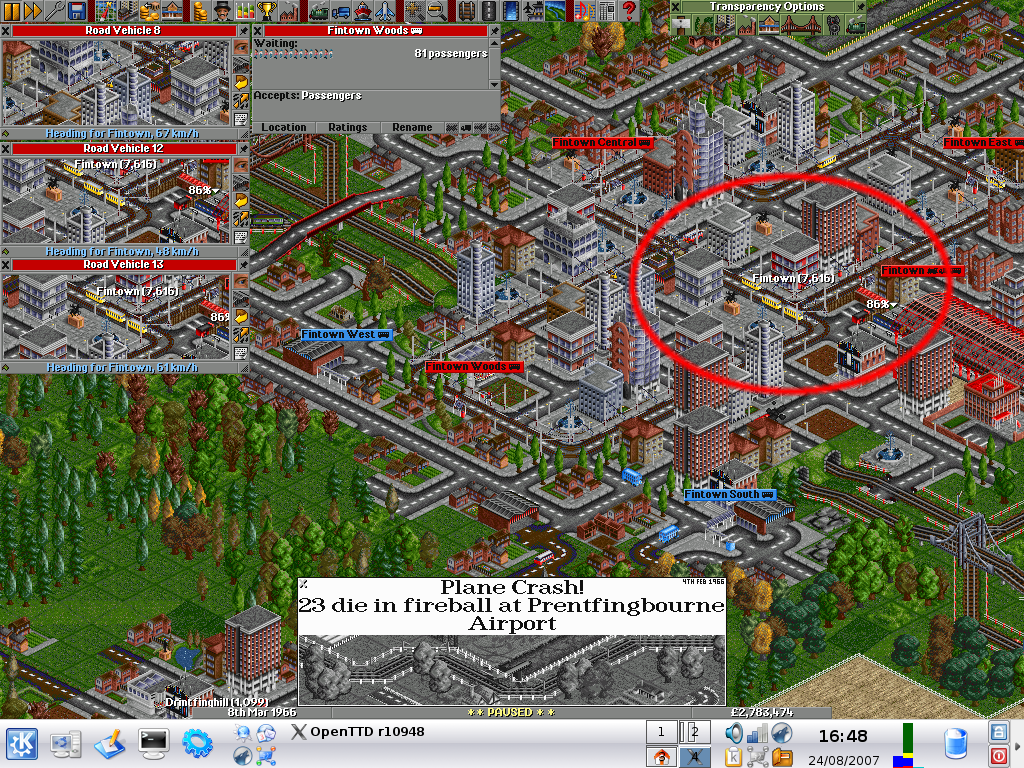 Transparency Options
Road Vehicle 8
Heading for Fintown, 67 km/h
Fintown Woods
Waiting:
81 passengers
Accepts: Passengers
Location Ratings Rename
Road Vehicle 12
Fintown (7,616)
86%
Heading for Fintown, 48 km/h
Road Vehicle 13
Fintown (7,616)
86%
Heading for Fintown, 61 km/h
Fintown Central
Fintown East
Fintown
Fintown (7,616)
86%
Fintown West
Fintown Woods
Fintown South
4TH FEB 1966
Plane Crash!
23 die in fireball at Prentfingbourne
Airport
Drintfinghill (1,099)
8th Mar 1966
* * PAUSED * *
£2,783,474
OpenTTD r10948
1
2
4
16:48
24/08/2007